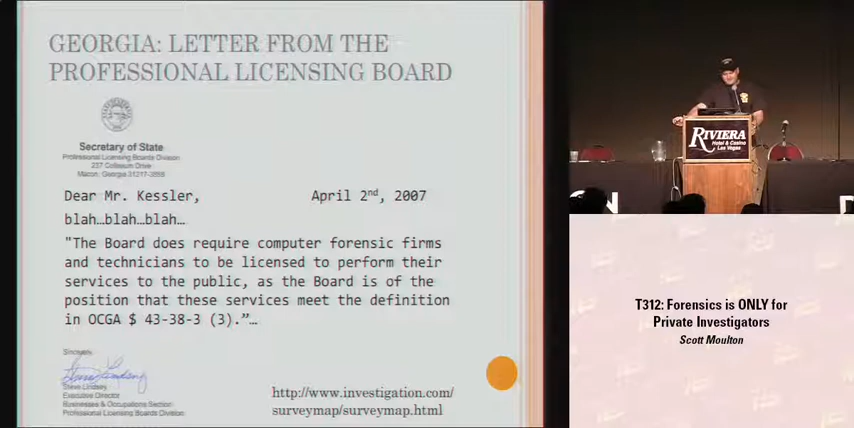 GEORGIA: LETTER FROM THE
PROFESSIONAL LICENSING BOARD
Secretary of State
Professional Licensing Boards Division
237 Coliseum Drive
Macon, Georgia 31217-3858
Dear Mr. Kessler, April 2nd, 2007
blah…blah…blah…
"The Board does require computer forensic firms
and technicians to be licensed to perform their
services to the public, as the Board is of the
position that these services meet the definition
in OCGA $ 43-38-3 (3).”…
Sincerely,
Executive Director
Businesses & Occupations Section
Professional Licensing Boards Division
http://www.investigation.com/
surveymap/surveymap.html
RIVIERA
Hotel & Casino
Las Vegas
T312: Forensics is ONLY for
Private Investigators
Scott Moulton